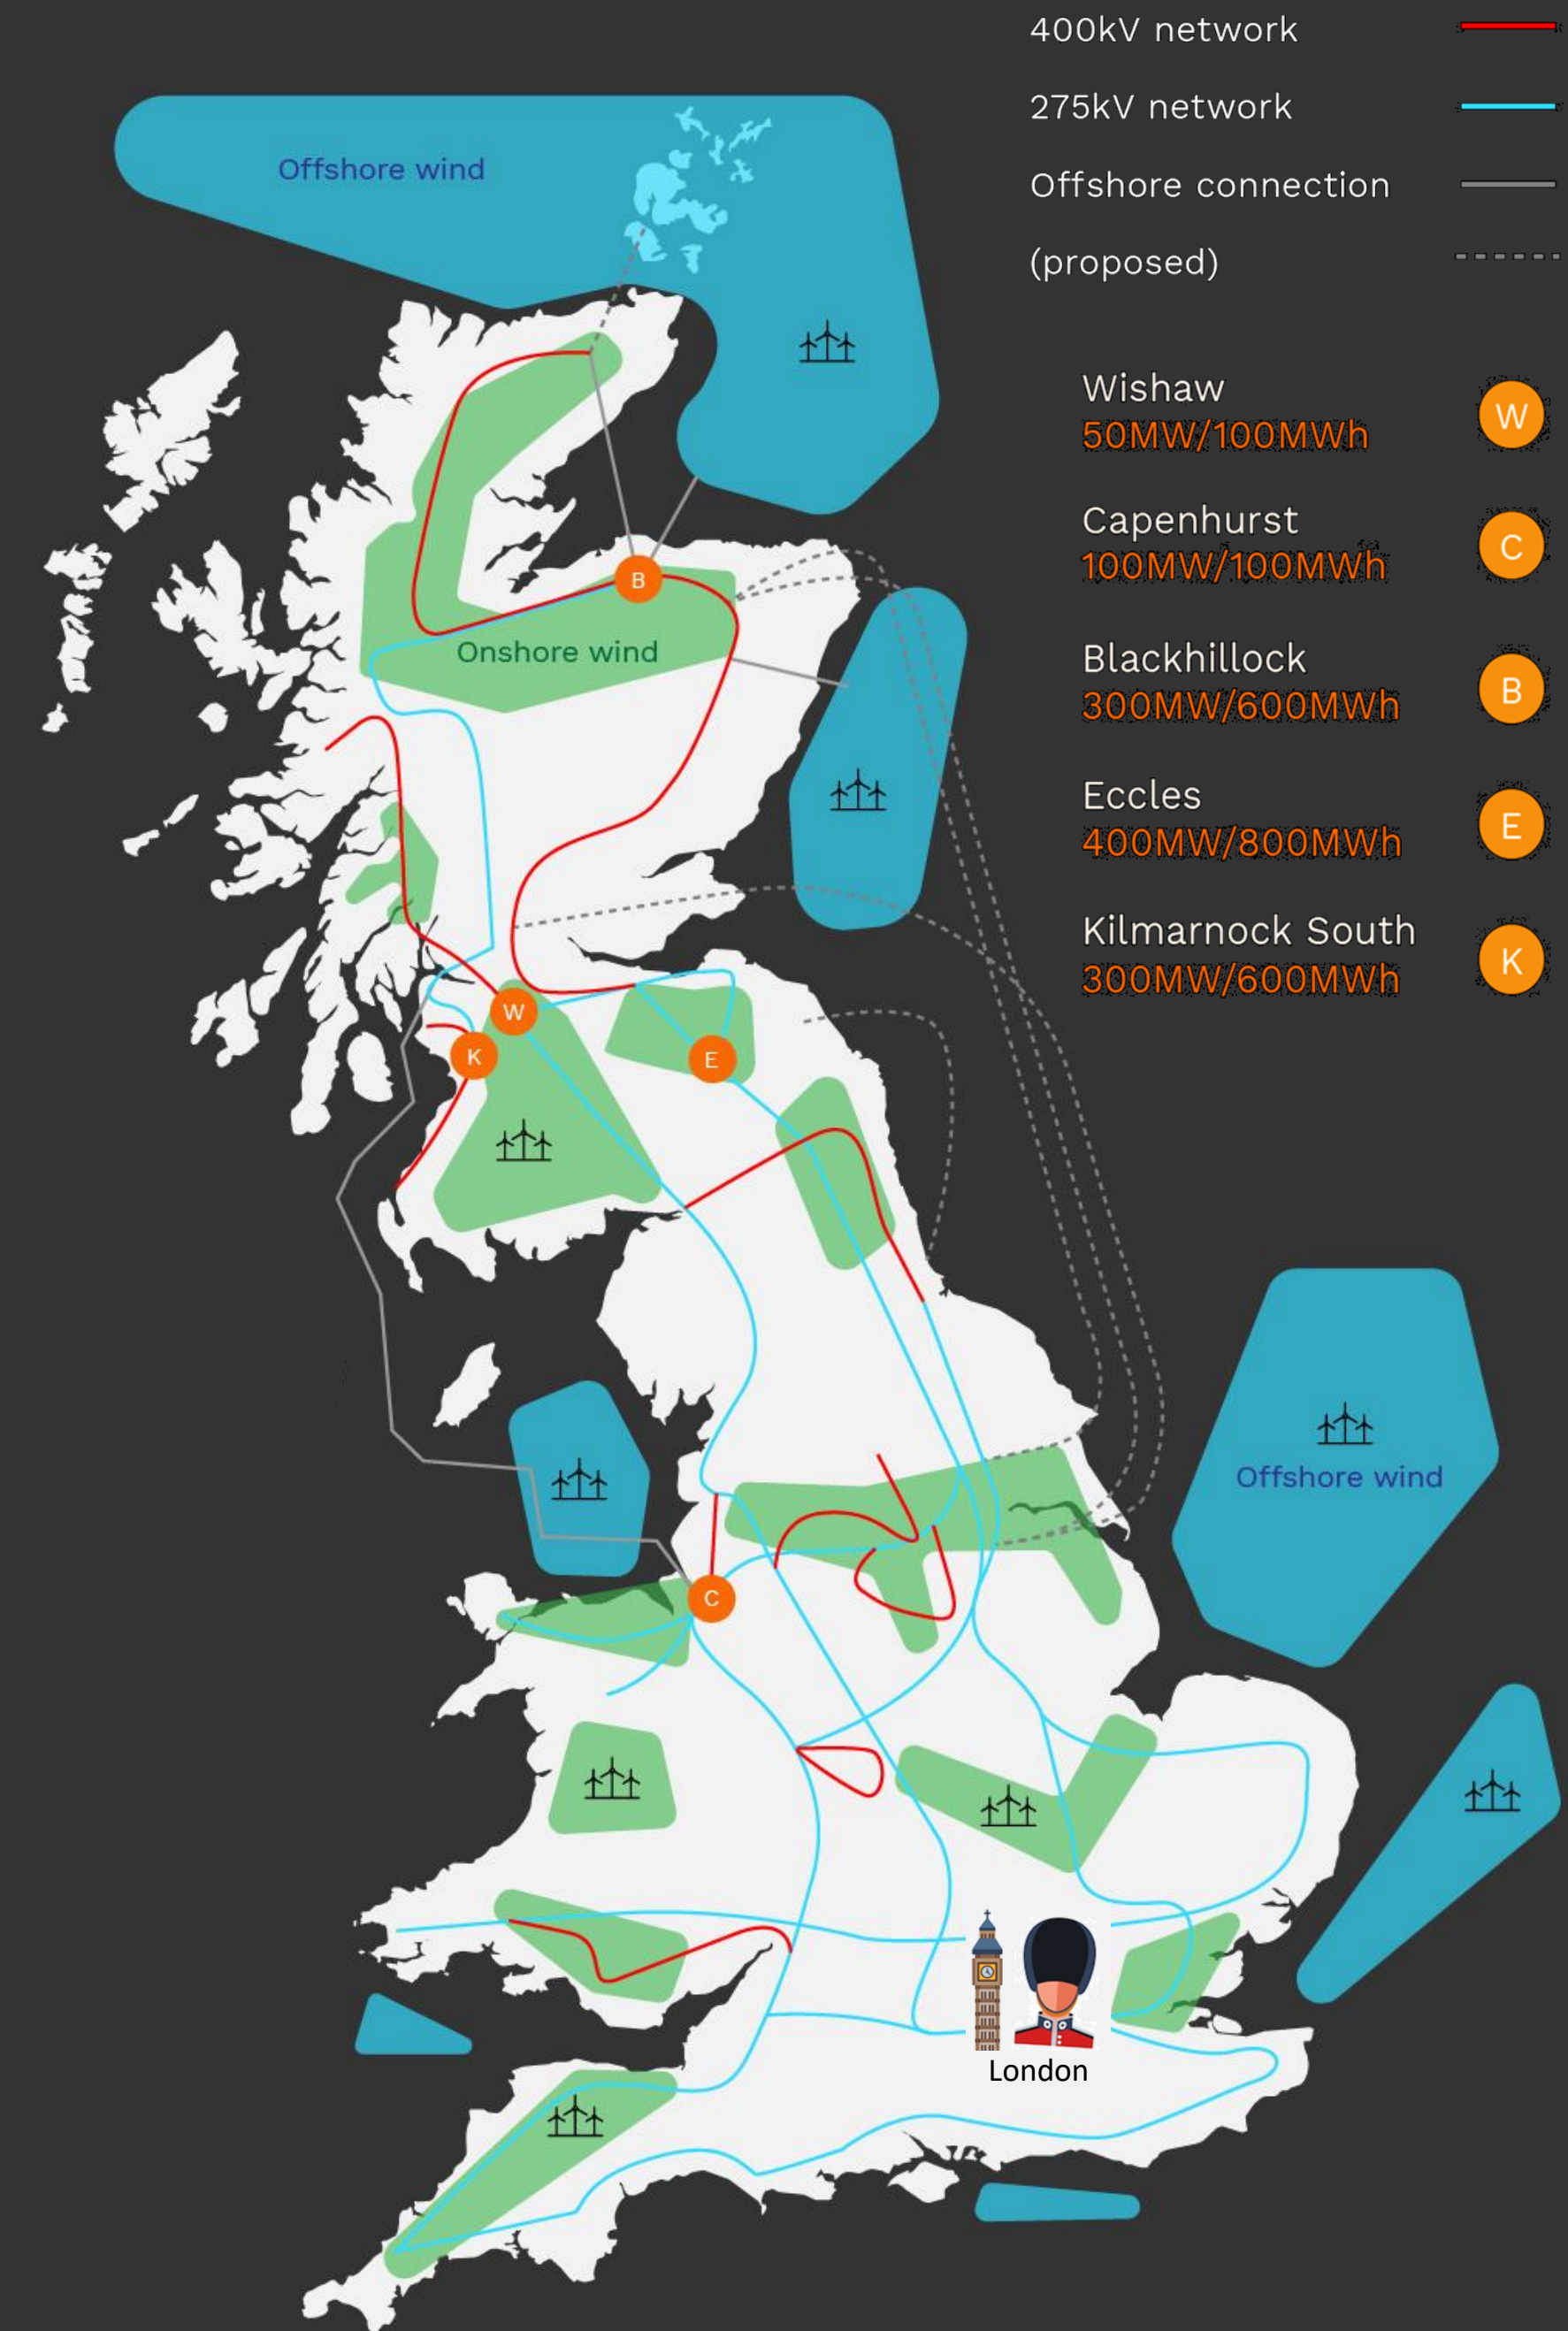 400kV network
275kV network
Offshore connection
(proposed)
Offshore wind
Wishaw
50MW/100MWh
W
Capenhurst
100MW/100MWh
C
Blackhillock
300MW/600MWh
B
Eccles
400MW/800MWh
E
Kilmarnock South
300MW/600MWh
K
B
Onshore wind
W
K
E
Offshore wind
C
London